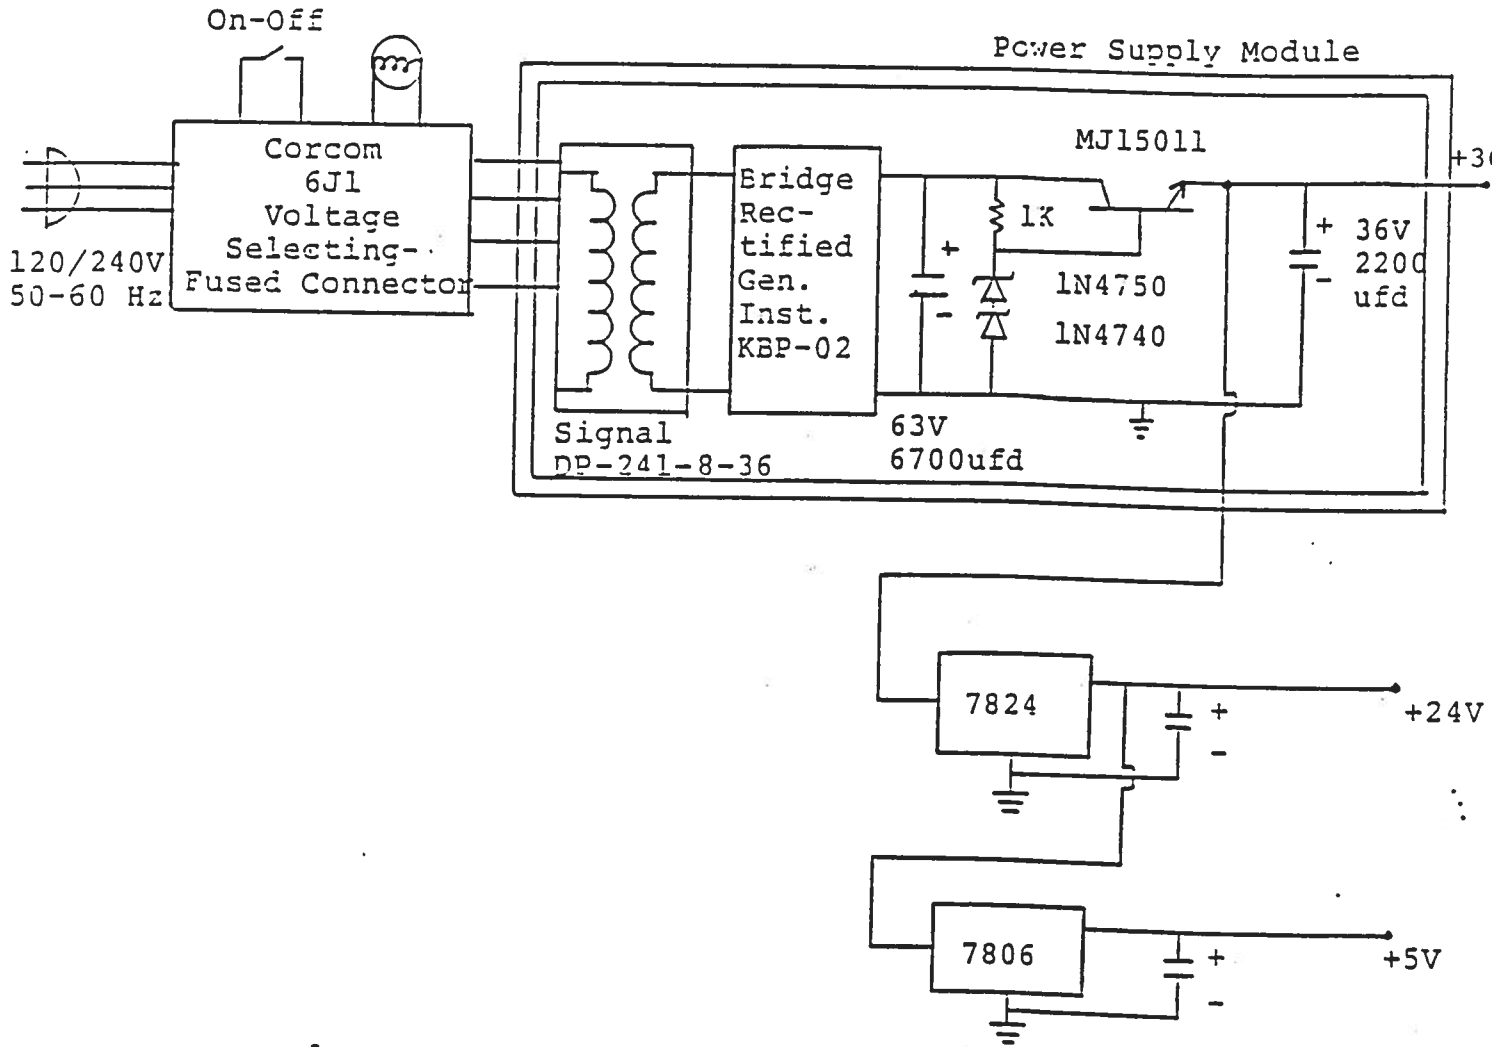 On-Off
Power Supply Module
Corcom
6J1
Voltage
Selecting-
Fused Connector
120/240V
50-60 Hz
Signal
DP-241-8-36
Bridge
Rec-
tified
Gen.
Inst.
KBP-02
+
-
63V
6700ufd
1K
MJ15011
1N4750
1N4740
+
-
36V
2200
ufd
7824
+
-
+24V
7806
+
-
+5V